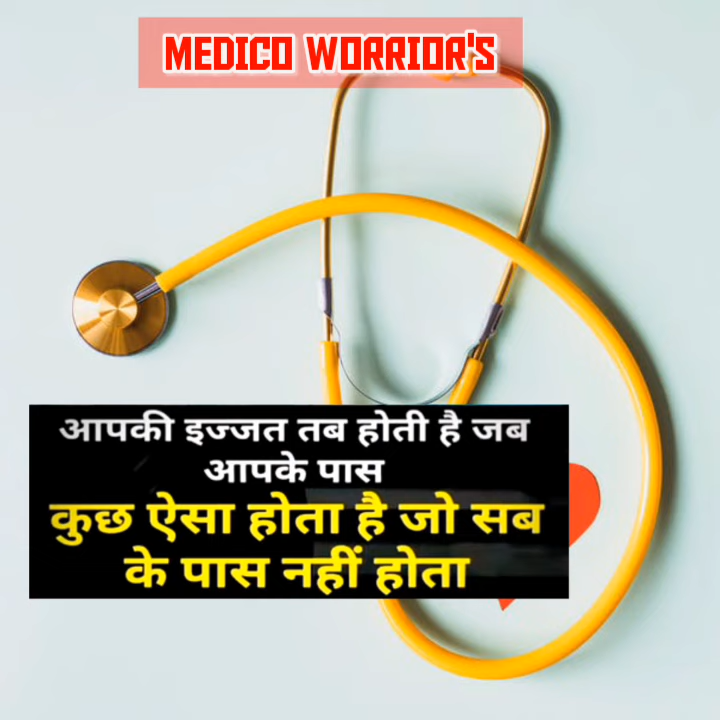 MEDICO WORRIOR'S
आपकी इज्जत तब होती है जब
आपके पास
कुछ ऐसा होता है जो सब
के पास नहीं होता